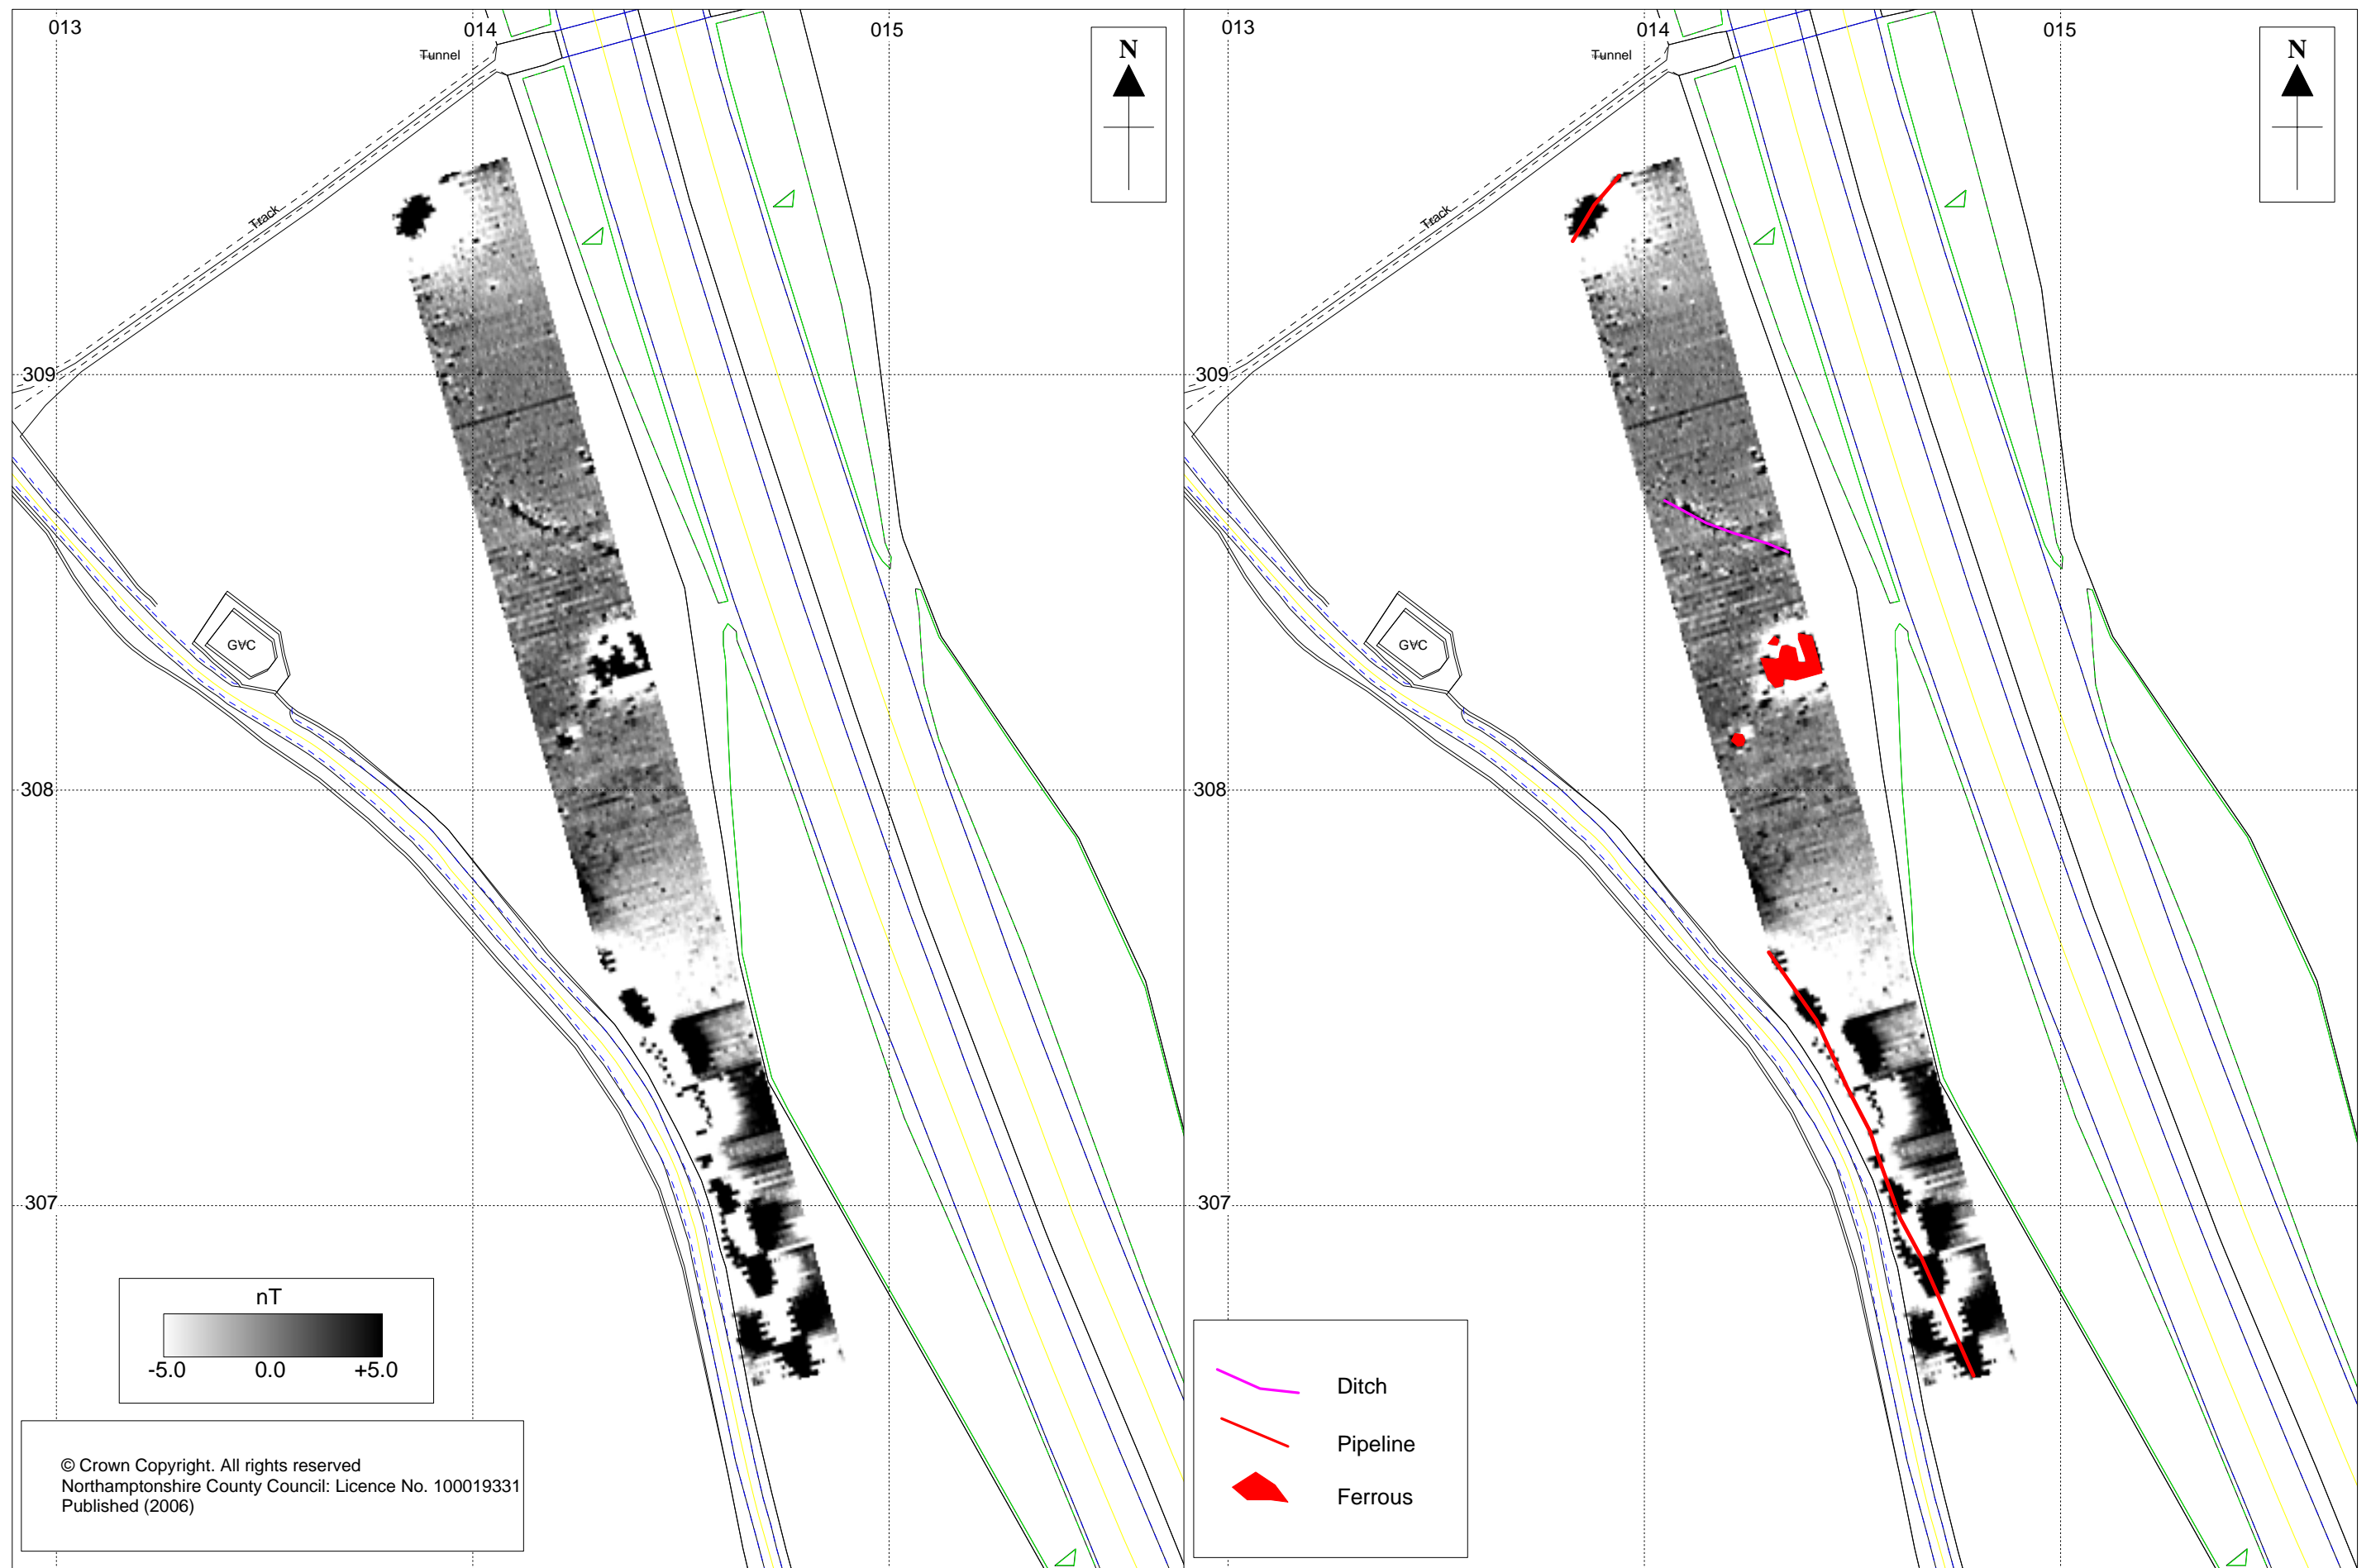 013
014
015
N
Tunnel
Track
309
GVC
308
307
nT
-5.0
0.0
+5.0
© Crown Copyright. All rights reserved
Northamptonshire County Council: Licence No. 100019331
Published (2006)
013
014
015
N
Tunnel
Track
309
GVC
308
307
Ditch
Pipeline
Ferrous